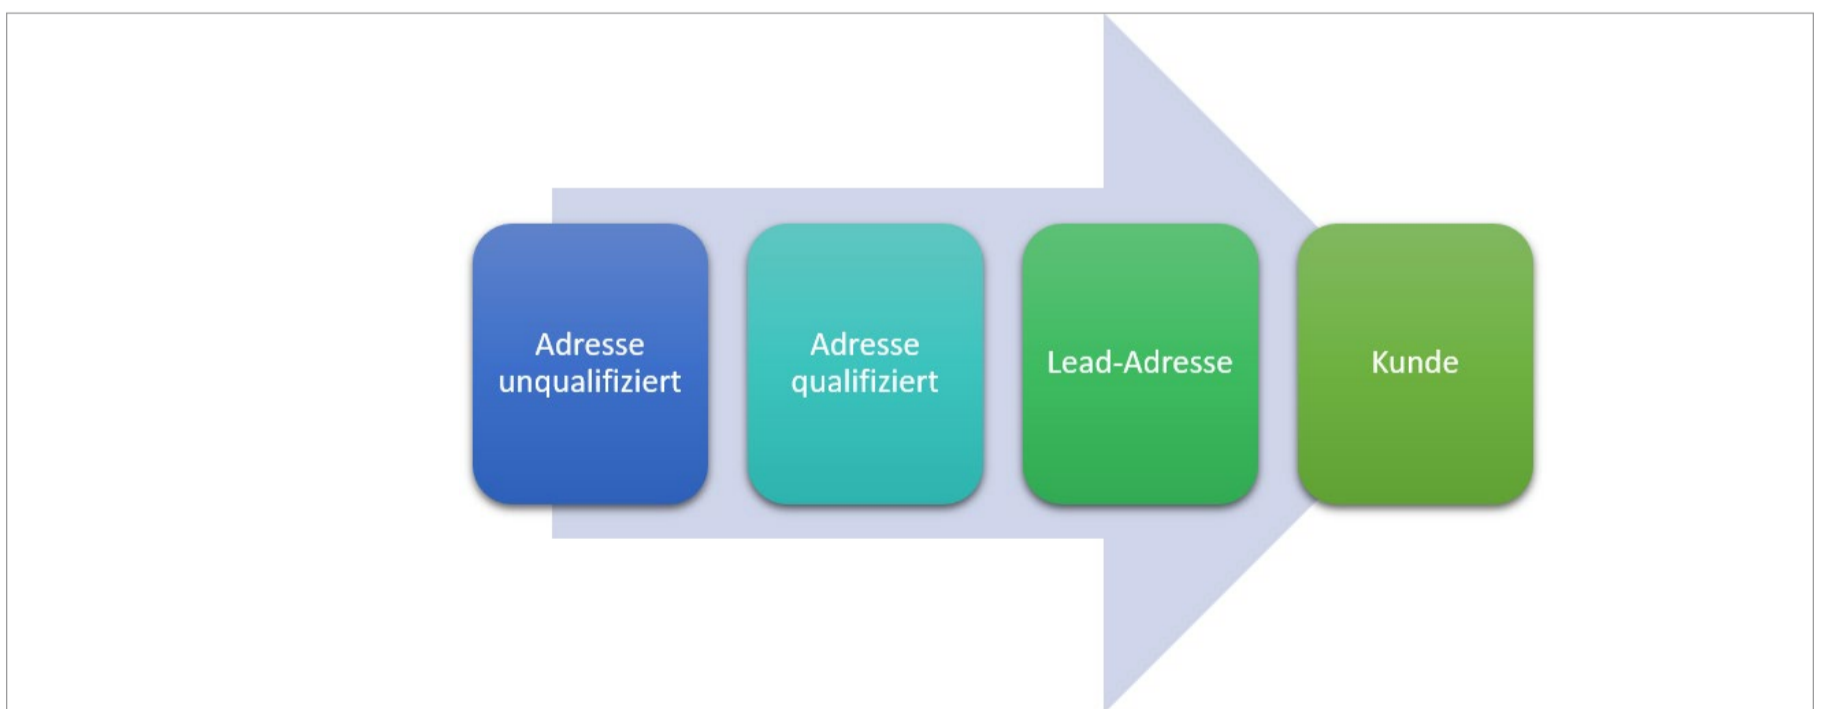 Adresse
unqualifiziert
Adresse
qualifiziert
Lead-Adresse
Kunde